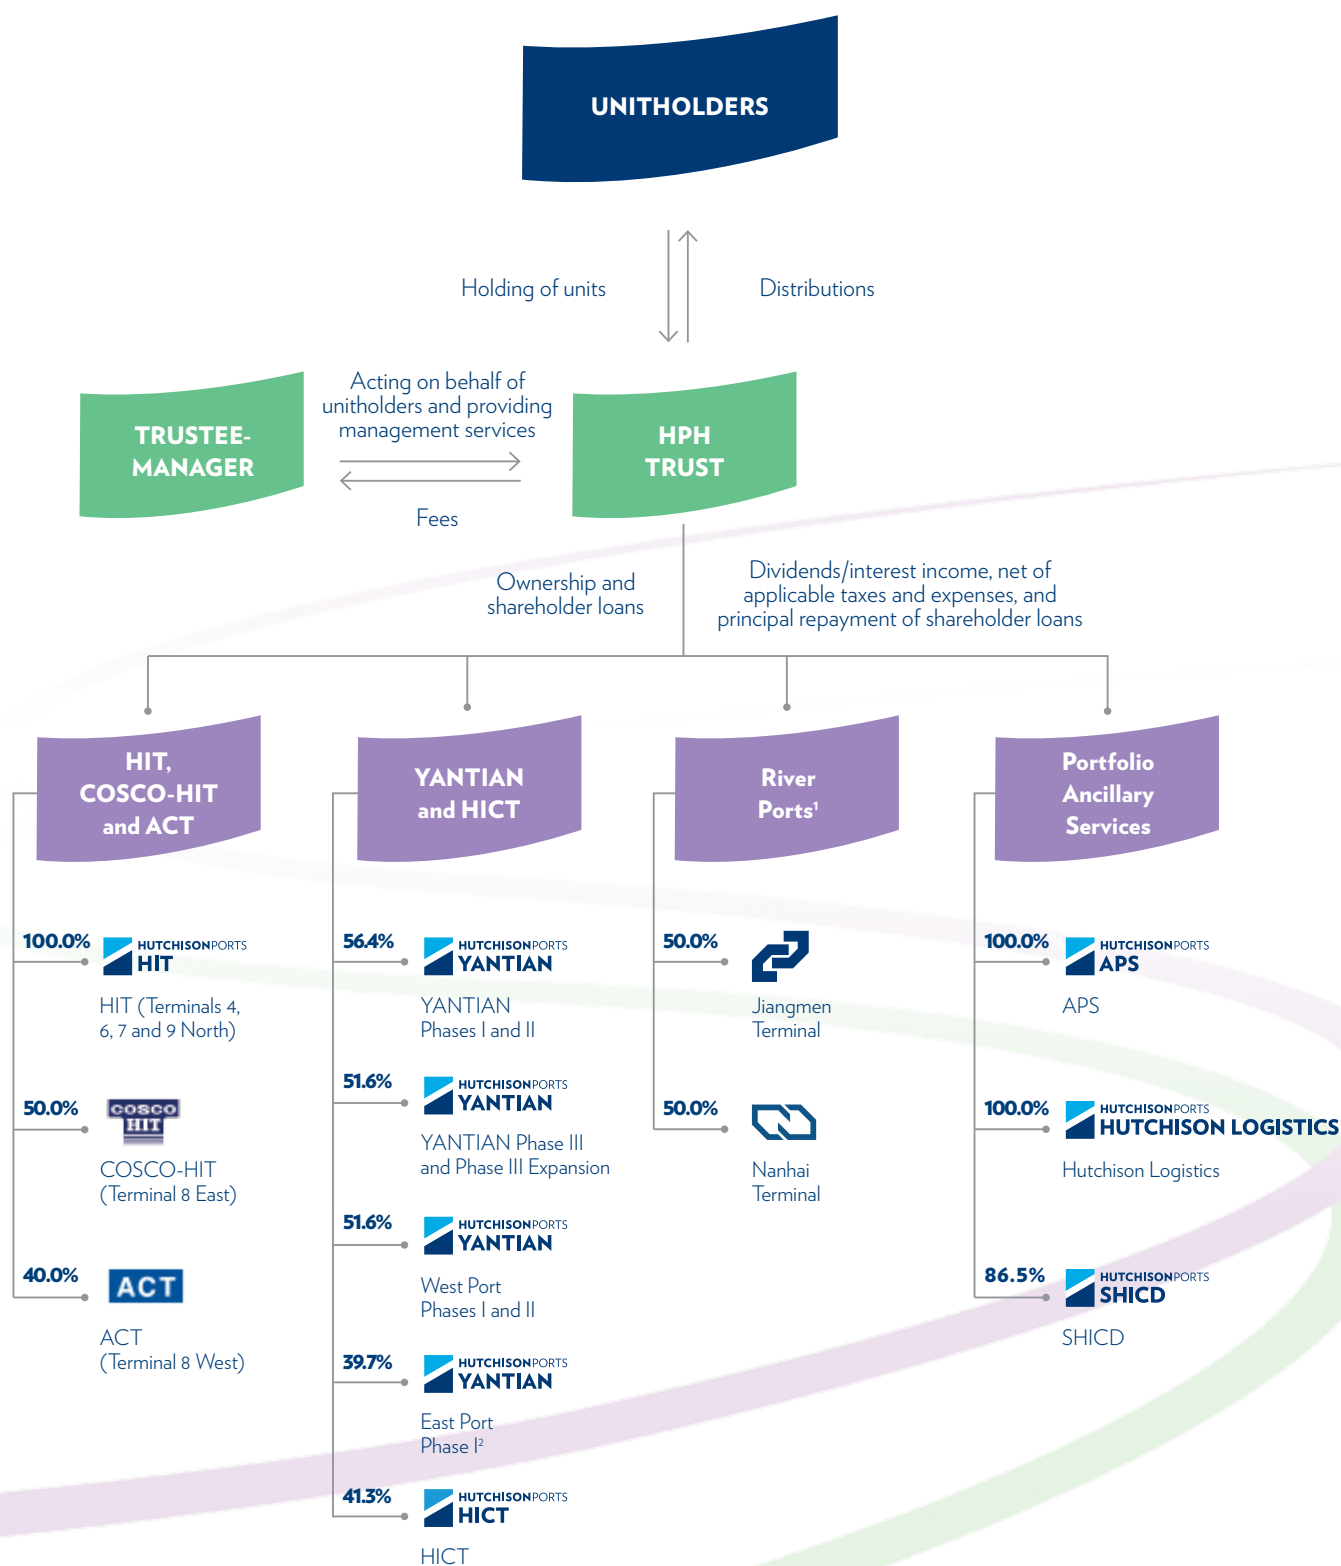 UNITHOLDERS
Holding of units
Distributions
TRUSTEE-
MANAGER
Acting on behalf of
unitholders and providing
management services
Fees
HPH
TRUST
Ownership and
shareholder loans
Dividends/interest income, net of
applicable taxes and expenses, and
principal repayment of shareholder loans
HIT,
COSCO-HIT
and ACT
100.0%
HUTCHISONPORTS
HIT
HIT (Terminals 4,
6, 7 and 9 North)
50.0%
COSCO
HIT
COSCO-HIT
(Terminal 8 East)
40.0%
ACT
ACT
(Terminal 8 West)
YANTIAN
and HICT
56.4%
HUTCHISONPORTS
YANTIAN
YANTIAN
Phases I and II
51.6%
HUTCHISONPORTS
YANTIAN
YANTIAN Phase III
and Phase III Expansion
51.6%
HUTCHISONPORTS
YANTIAN
West Port
Phases I and II
39.7%
HUTCHISONPORTS
YANTIAN
East Port
Phase I²
41.3%
HUTCHISONPORTS
HICT
HICT
River
Ports¹
50.0%
Jiangmen
Terminal
50.0%
Nanhai
Terminal
Portfolio
Ancillary
Services
100.0%
HUTCHISONPORTS
APS
APS
100.0%
HUTCHISONPORTS
HUTCHISON LOGISTICS
Hutchison Logistics
86.5%
HUTCHISONPORTS
SHICD
SHICD